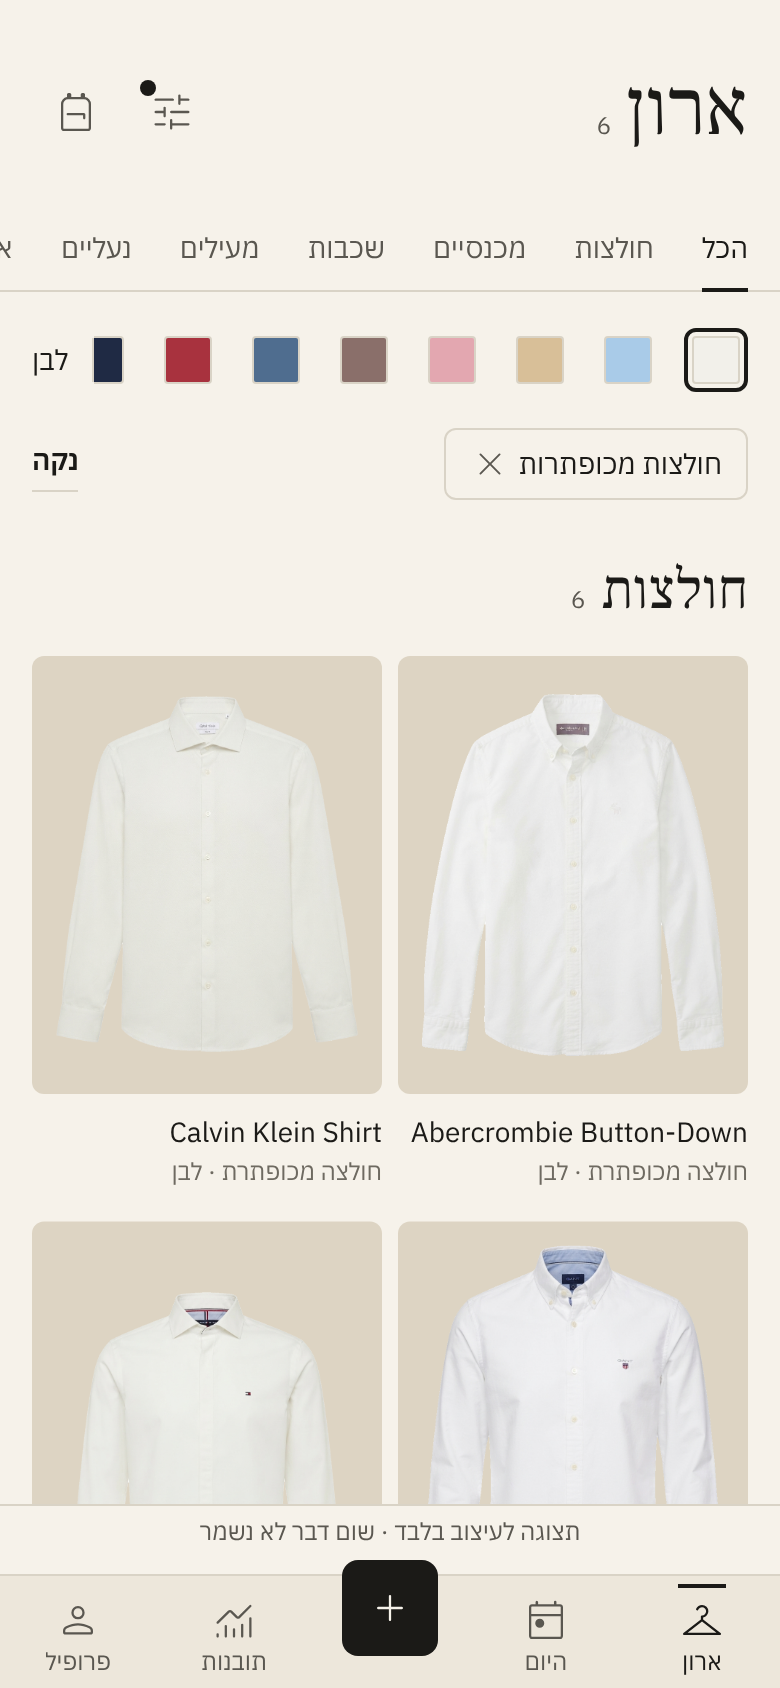 ארון 6
הכל חולצות מכנסיים שכבות מעילים נעליים
לבן
חולצות מכופתרות
נקה
חולצות 6
Abercrombie Button-Down
חולצה מכופתרת · לבן
Calvin Klein Shirt
חולצה מכופתרת · לבן
תצוגה לעיצוב בלבד · שום דבר לא נשמר
ארון
היום
תובנות
פרופיל